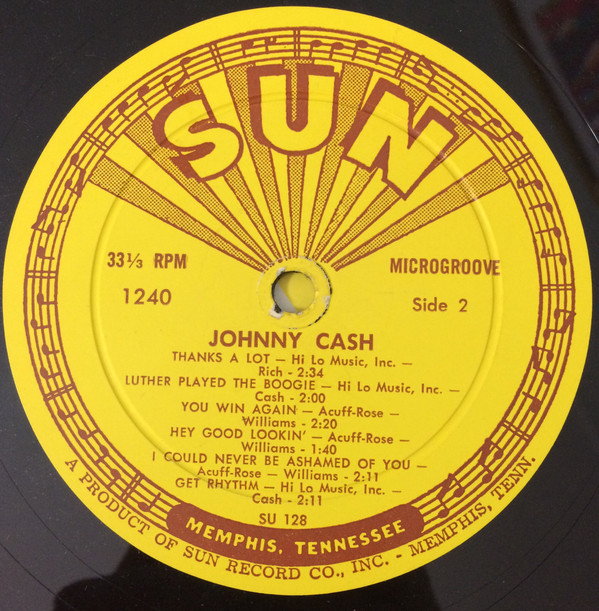 SUN
33⅓ RPM
MICROGROOVE
1240
Side 2
JOHNNY CASH
THANKS A LOT — Hi Lo Music, Inc. —
Rich - 2:34
LUTHER PLAYED THE BOOGIE — Hi Lo Music, Inc. —
Cash - 2:00
YOU WIN AGAIN — Acuff-Rose —
Williams - 2:20
HEY GOOD LOOKIN' — Acuff-Rose —
Williams - 1:40
I COULD NEVER BE ASHAMED OF YOU —
Acuff-Rose — Williams - 2:11
GET RHYTHM — Hi Lo Music, Inc. —
Cash - 2:11
SU 128
MEMPHIS, TENNESSEE
A PRODUCT OF SUN RECORD CO., INC. - MEMPHIS, TENN.